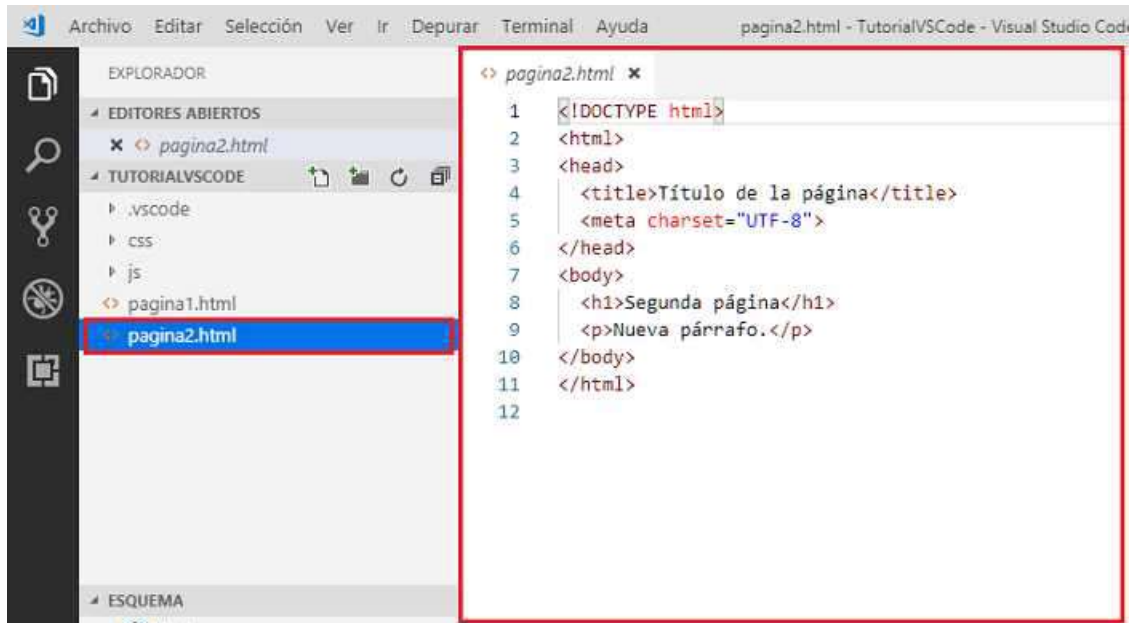 Archivo Editar Selección Ver Ir Depurar Terminal Ayuda pagina2.html - TutorialVSCode - Visual Studio Code
EXPLORADOR
EDITORES ABIERTOS
pagina2.html
TUTORIALVSCODE
.vscode
css
js
pagina1.html
pagina2.html
ESQUEMA
pagina2.html
1 <!DOCTYPE html>
2 <html>
3 <head>
4 <title>Título de la página</title>
5 <meta charset="UTF-8">
6 </head>
7 <body>
8 <h1>Segunda página</h1>
9 <p>Nueva párrafo.</p>
10 </body>
11 </html>
12